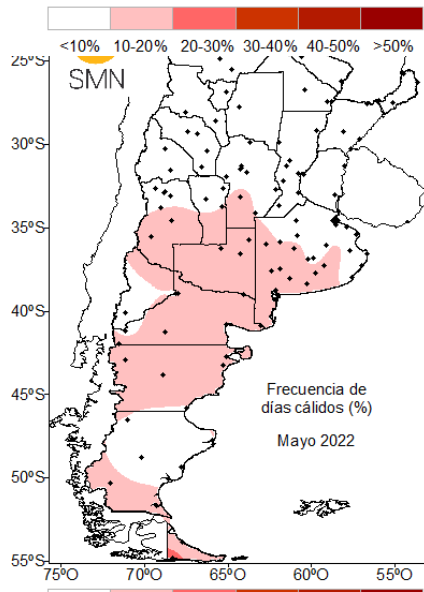 <10% 10-20% 20-30% 30-40% 40-50% >50%
25ºS
SMN
30ºS
35ºS
40ºS
45ºS
Frecuencia de
días cálidos (%)
Mayo 2022
50ºS
55ºS
75ºO 70ºO 65ºO 60ºO 55ºO